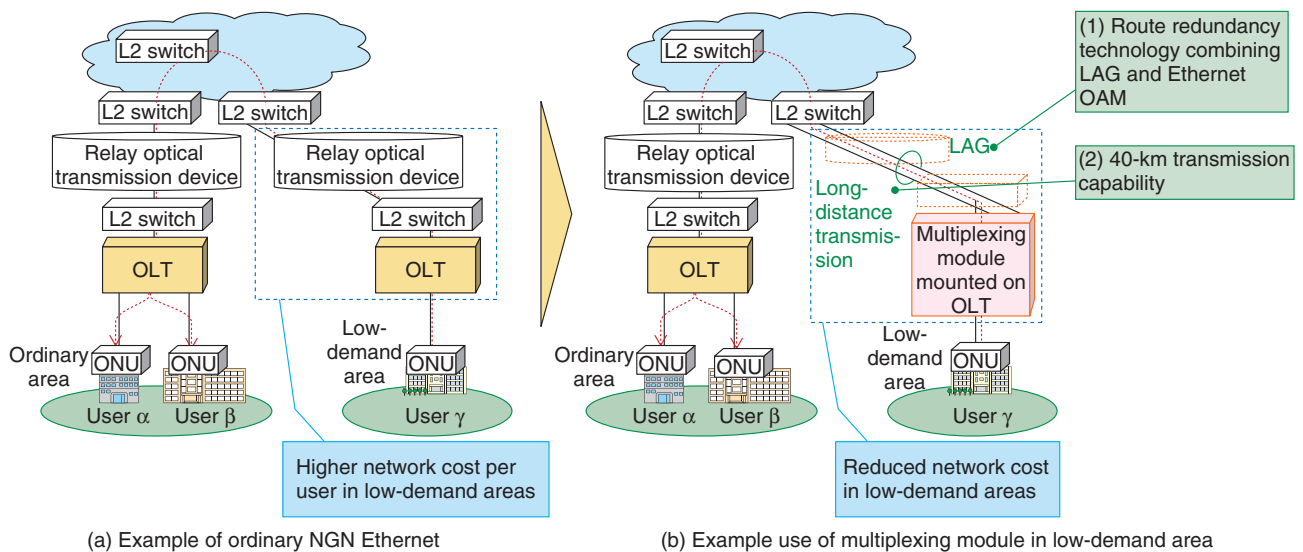 L2 switch
L2 switch
L2 switch
Relay optical
transmission device
Relay optical
transmission device
L2 switch
L2 switch
OLT
OLT
Ordinary
area
ONU
ONU
Low-
demand
area
ONU
User α
User β
User γ
Higher network cost per
user in low-demand areas
(a) Example of ordinary NGN Ethernet
L2 switch
L2 switch
L2 switch
(1) Route redundancy
technology combining
LAG and Ethernet
OAM
Relay optical
transmission device
LAG
(2) 40-km transmission
capability
Long-
distance
transmis-
sion
L2 switch
OLT
Multiplexing
module
mounted on
OLT
Ordinary
area
ONU
ONU
Low-
demand
area
ONU
User α
User β
User γ
Reduced network cost
in low-demand areas
(b) Example use of multiplexing module in low-demand area